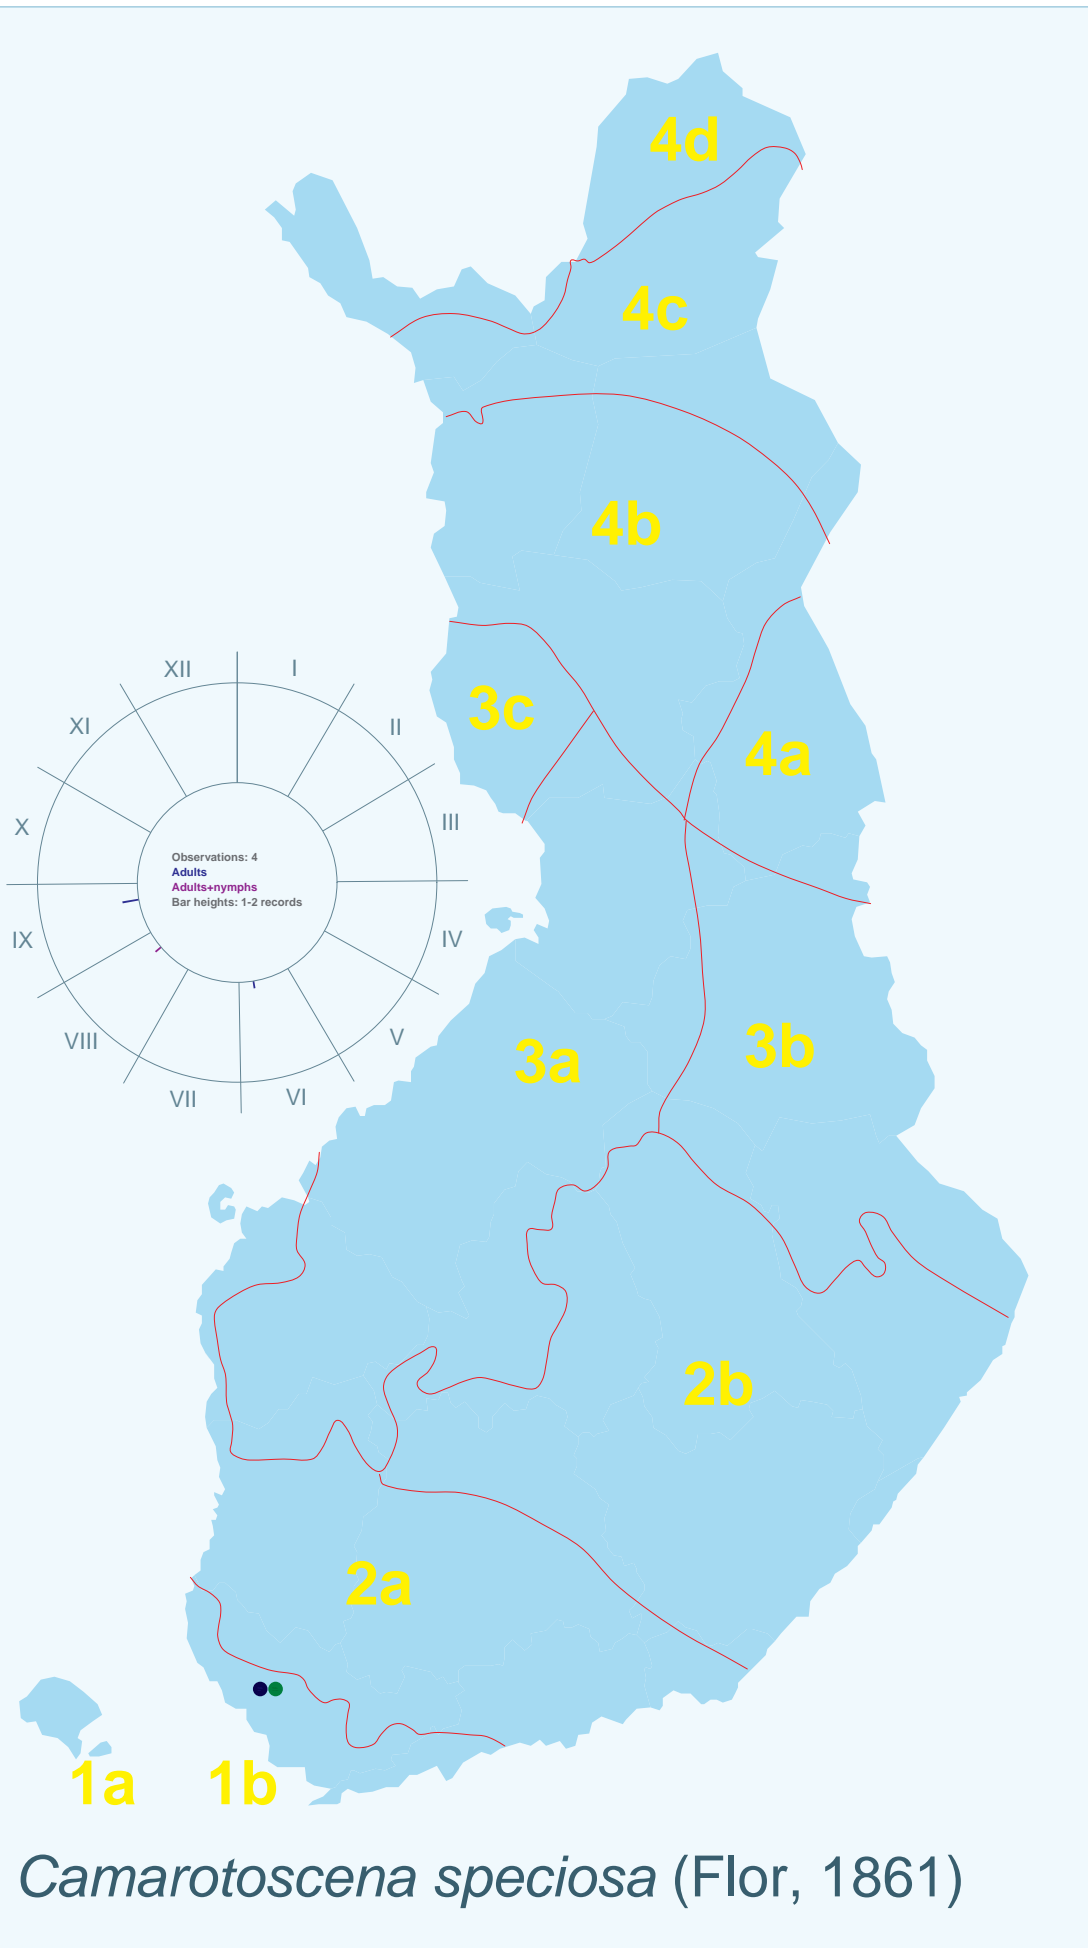 4d
4c
4b
3c
4a
XII
I
XI
II
X
III
Observations: 4
Adults
Adults+nymphs
Bar heights: 1-2 records
IX
IV
VIII
V
VII
VI
3a
3b
2b
2a
1a
1b
Camarotoscena speciosa (Flor, 1861)